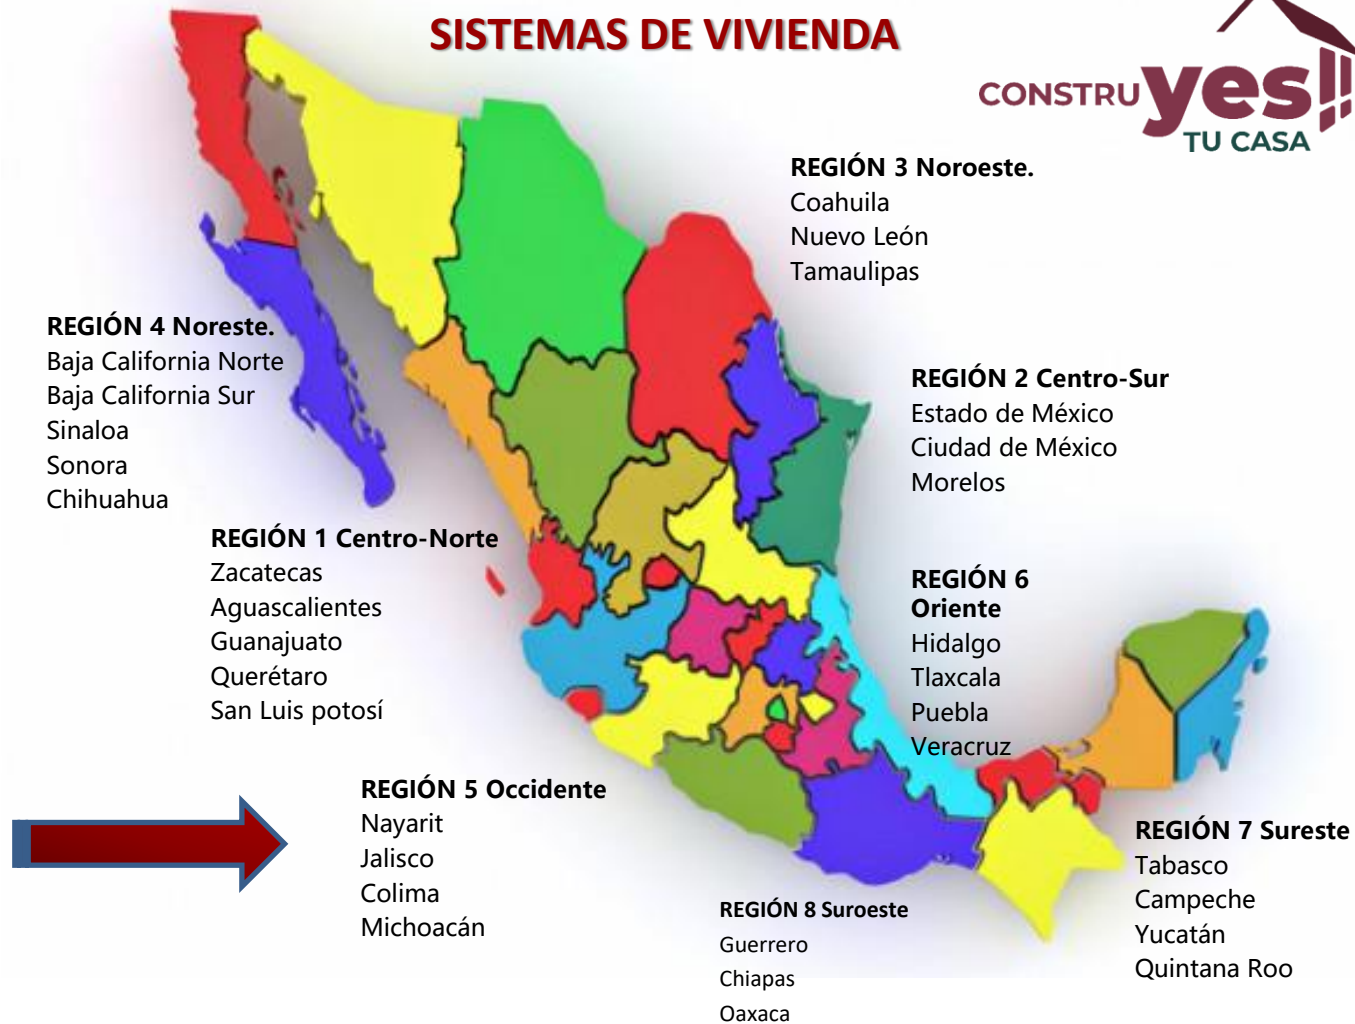 SISTEMAS DE VIVIENDA
CONSTRUyes!!
TU CASA
REGIÓN 3 Noroeste.
Coahuila
Nuevo León
Tamaulipas
REGIÓN 4 Noreste.
Baja California Norte
Baja California Sur
Sinaloa
Sonora
Chihuahua
REGIÓN 2 Centro-Sur
Estado de México
Ciudad de México
Morelos
REGIÓN 1 Centro-Norte
Zacatecas
Aguascalientes
Guanajuato
Querétaro
San Luis potosí
REGIÓN 6
Oriente
Hidalgo
Tlaxcala
Puebla
Veracruz
REGIÓN 5 Occidente
Nayarit
Jalisco
Colima
Michoacán
REGIÓN 7 Sureste
Tabasco
Campeche
Yucatán
Quintana Roo
REGIÓN 8 Suroeste
Guerrero
Chiapas
Oaxaca